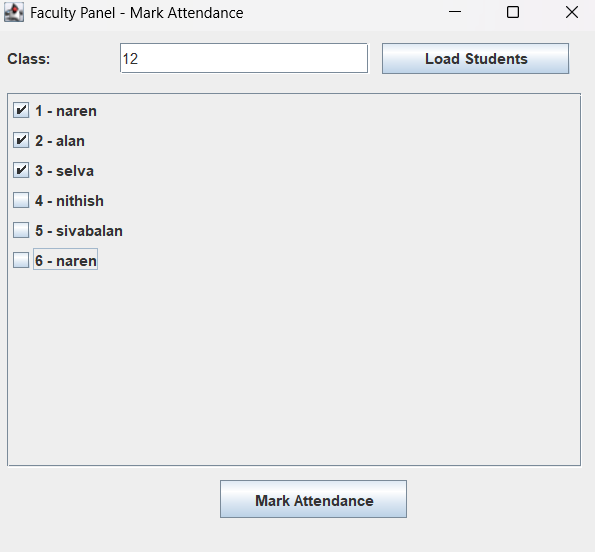 Faculty Panel - Mark Attendance
Class: 12 Load Students
1 - naren
2 - alan
3 - selva
4 - nithish
5 - sivabalan
6 - naren
Mark Attendance